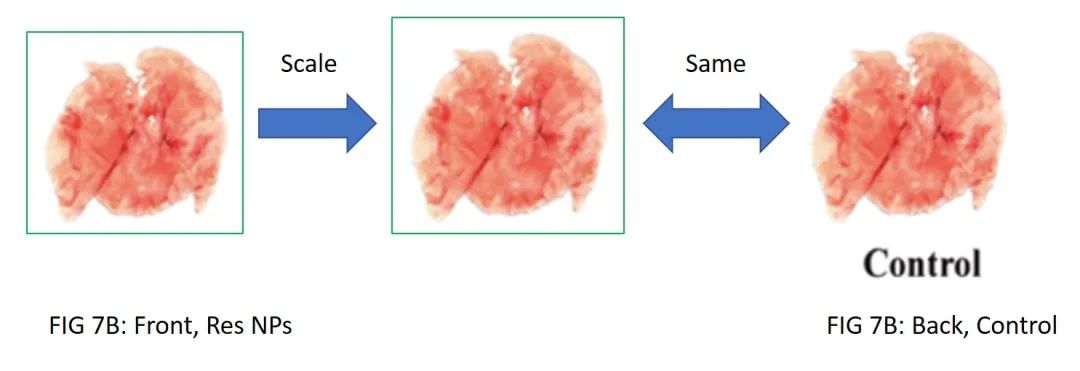 Scale
Same
Control
FIG 7B: Front, Res NPs
FIG 7B: Back, Control